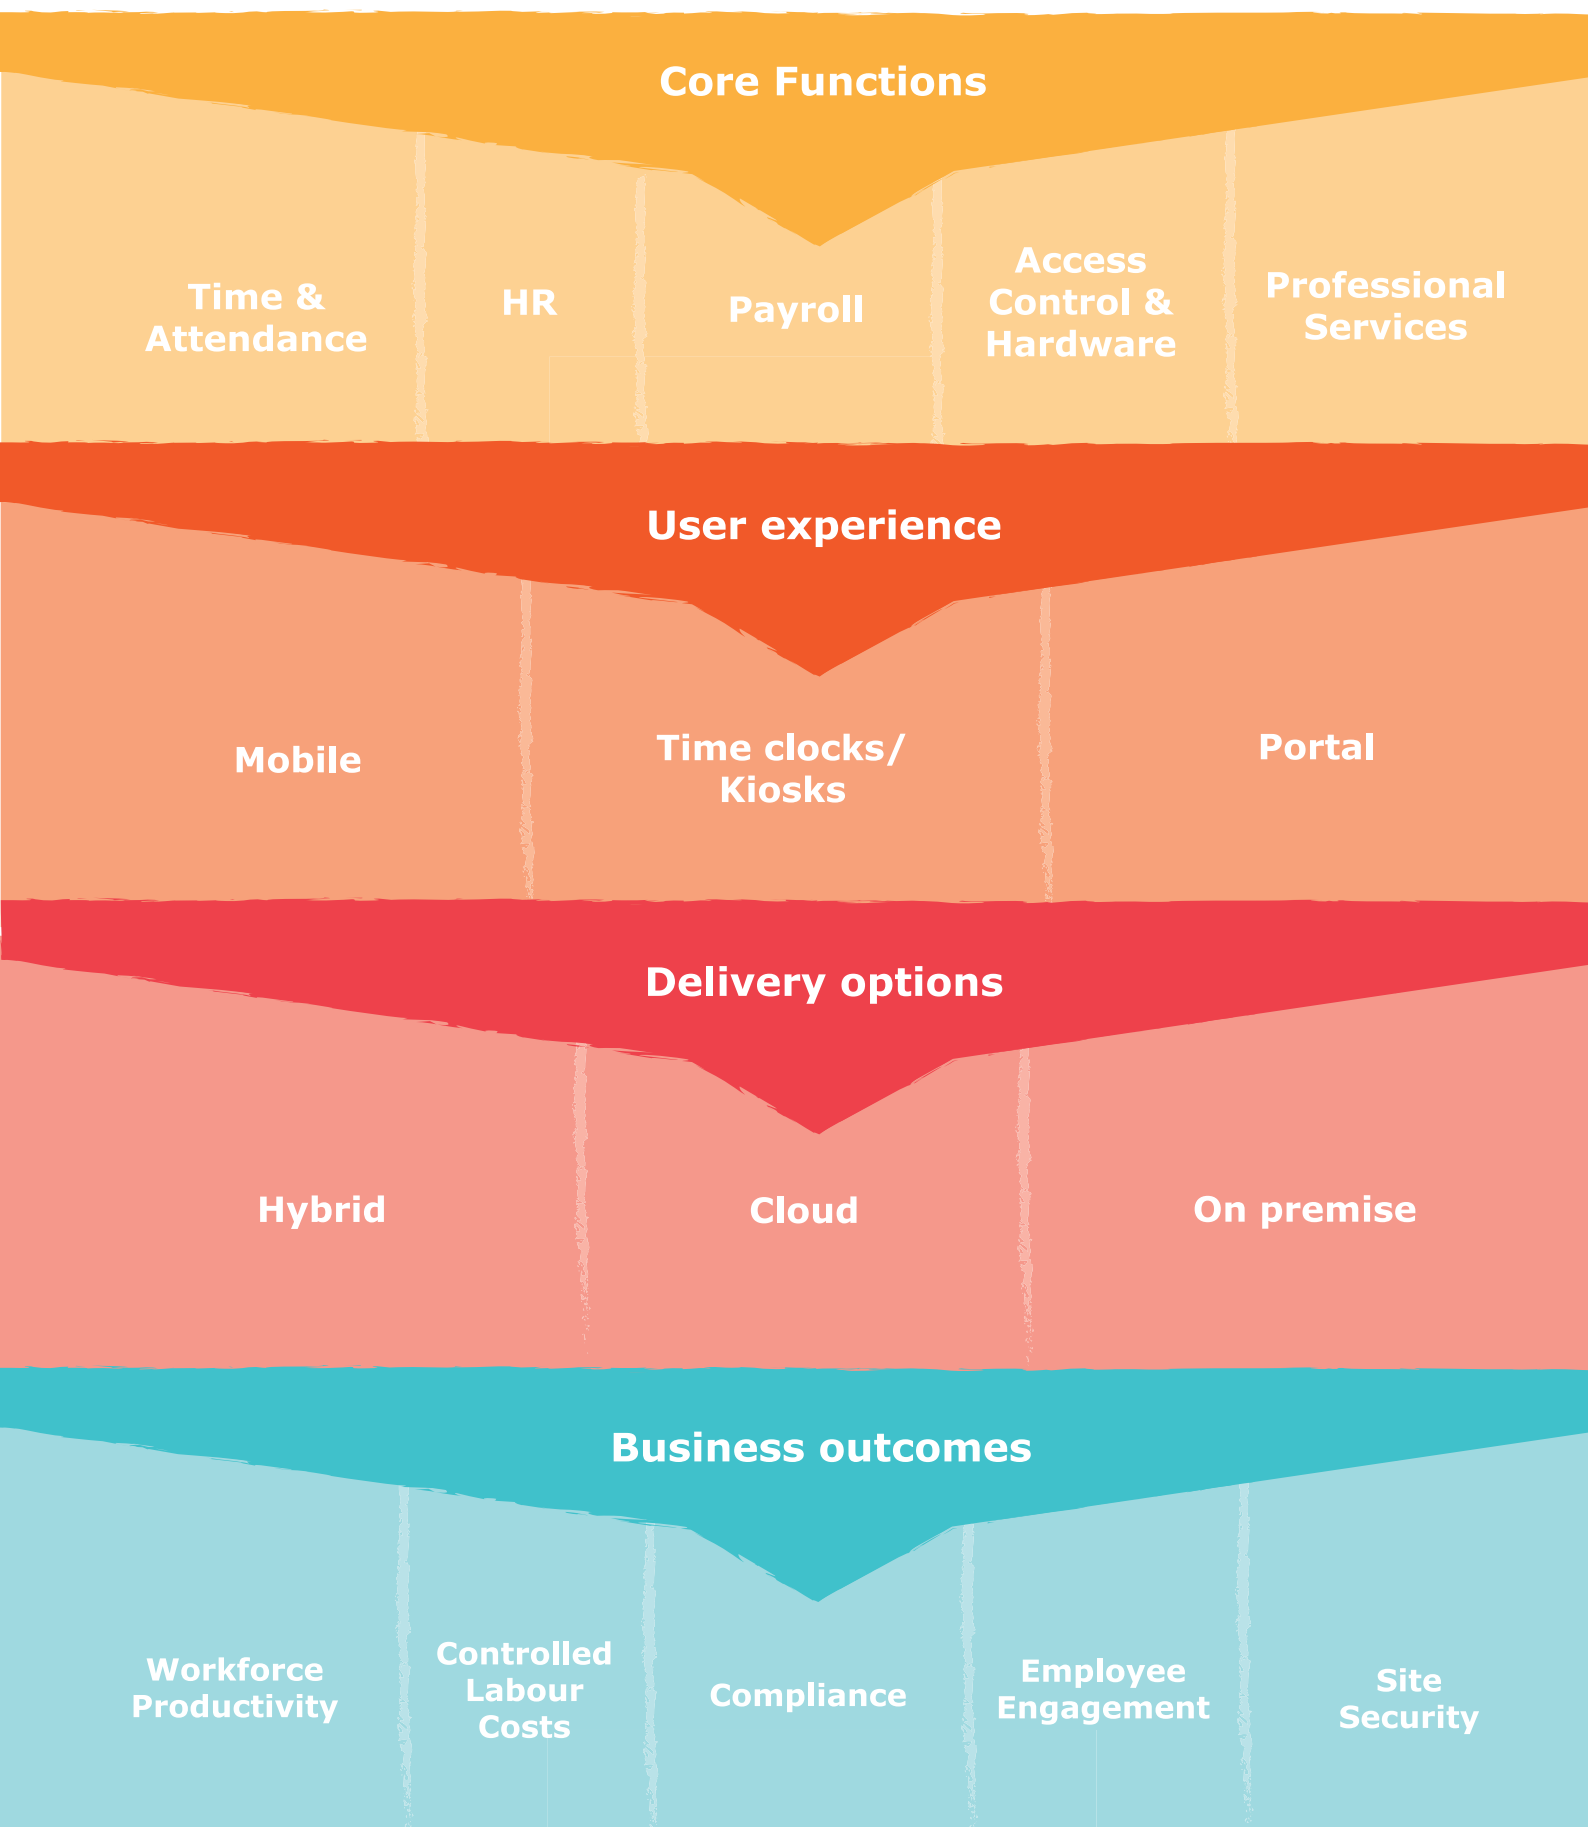 Core Functions
Time &
Attendance
HR
Payroll
Access
Control &
Hardware
Professional
Services
User experience
Mobile
Time clocks/
Kiosks
Portal
Delivery options
Hybrid
Cloud
On premise
Business outcomes
Workforce
Productivity
Controlled
Labour
Costs
Compliance
Employee
Engagement
Site
Security